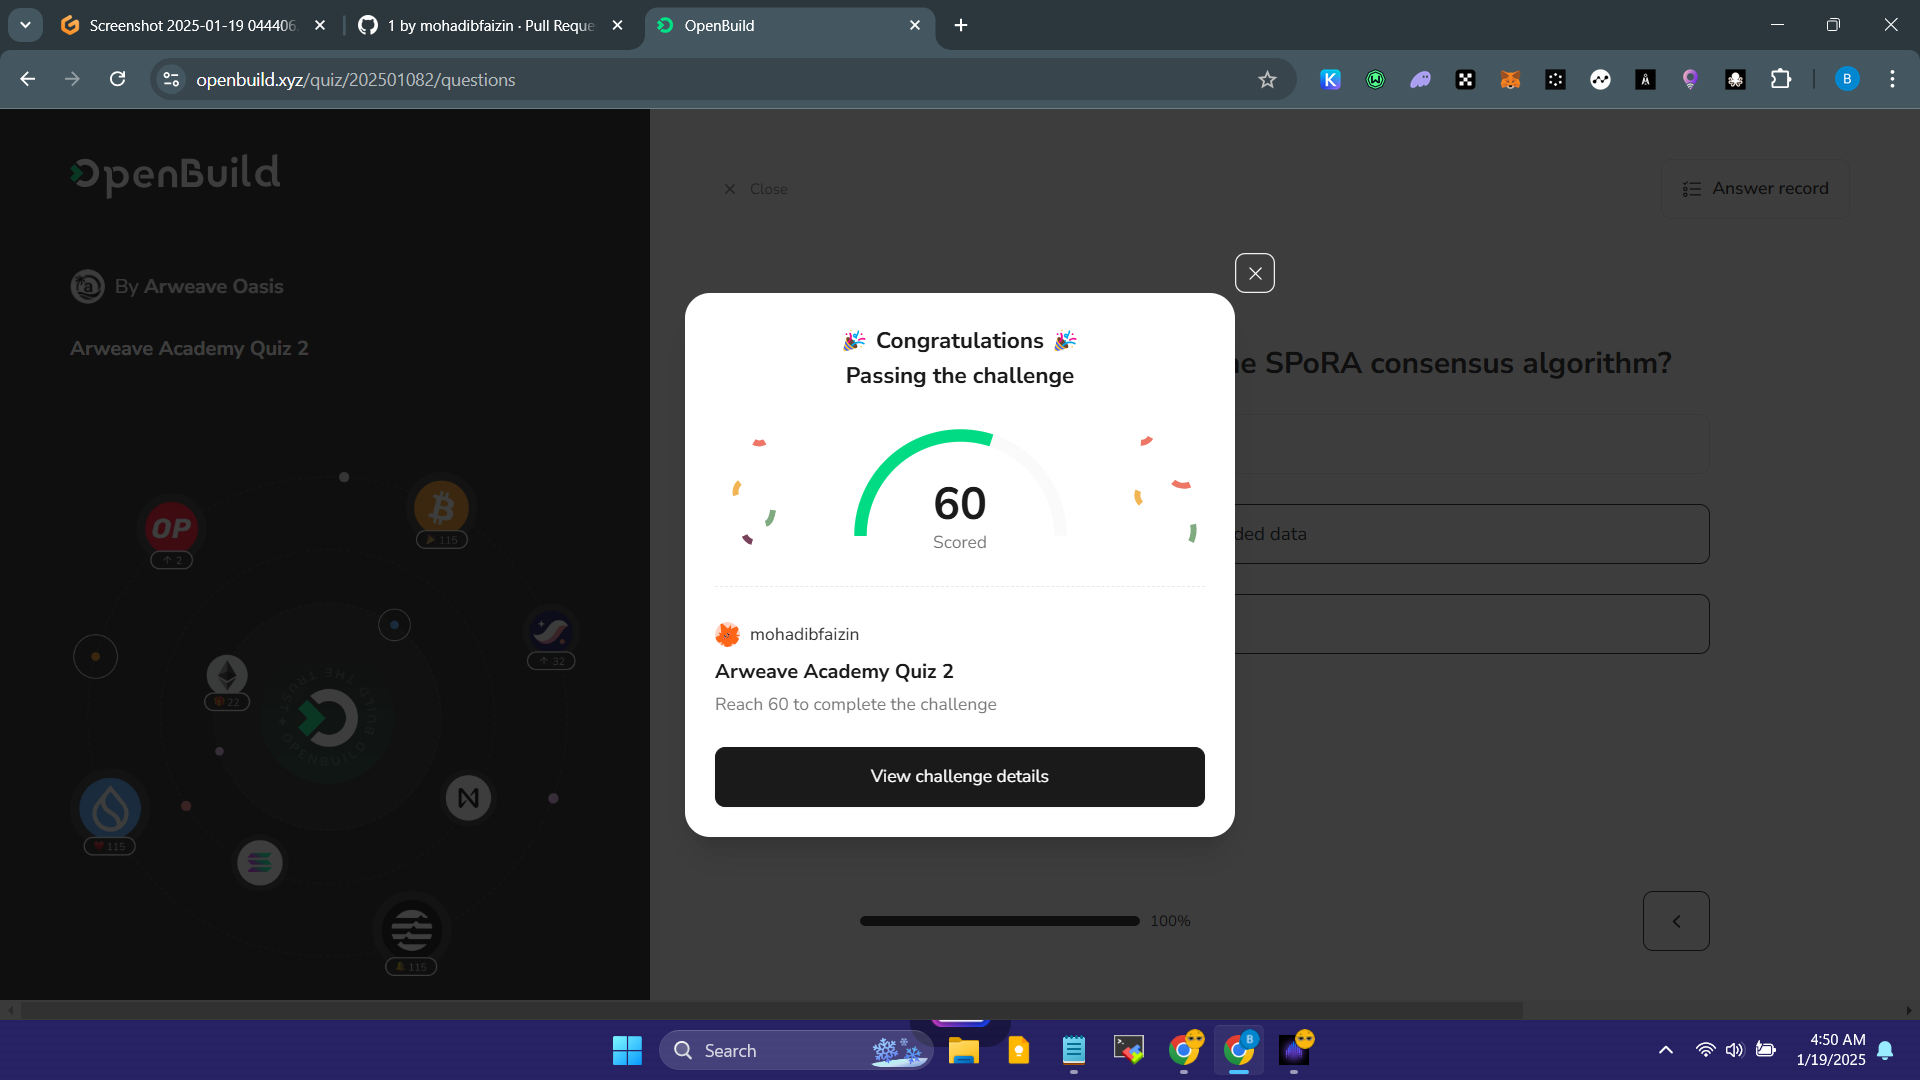 Screenshot 2025-01-19 044406.
1 by mohadibfaizin · Pull Reque
OpenBuild
openbuild.xyz/quiz/202501082/questions
B
OpenBuild
Close
Answer record
By Arweave Oasis
Arweave Academy Quiz 2
SPoRA consensus algorithm?
data
Congratulations
Passing the challenge
60
Scored
mohadibfaizin
Arweave Academy Quiz 2
Reach 60 to complete the challenge
View challenge details
OP
2
115
32
22
115
115
100%
Search
4:50 AM
1/19/2025